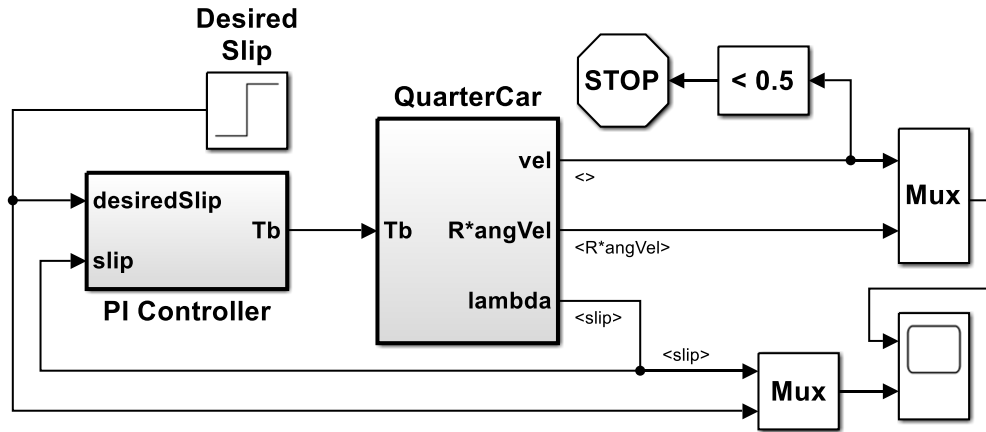 Desired
Slip
STOP
< 0.5
QuarterCar
vel
<>
Mux
desiredSlip
Tb
Tb
R*angVel
<R*angVel>
slip
PI Controller
lambda
<slip>
<slip>
Mux